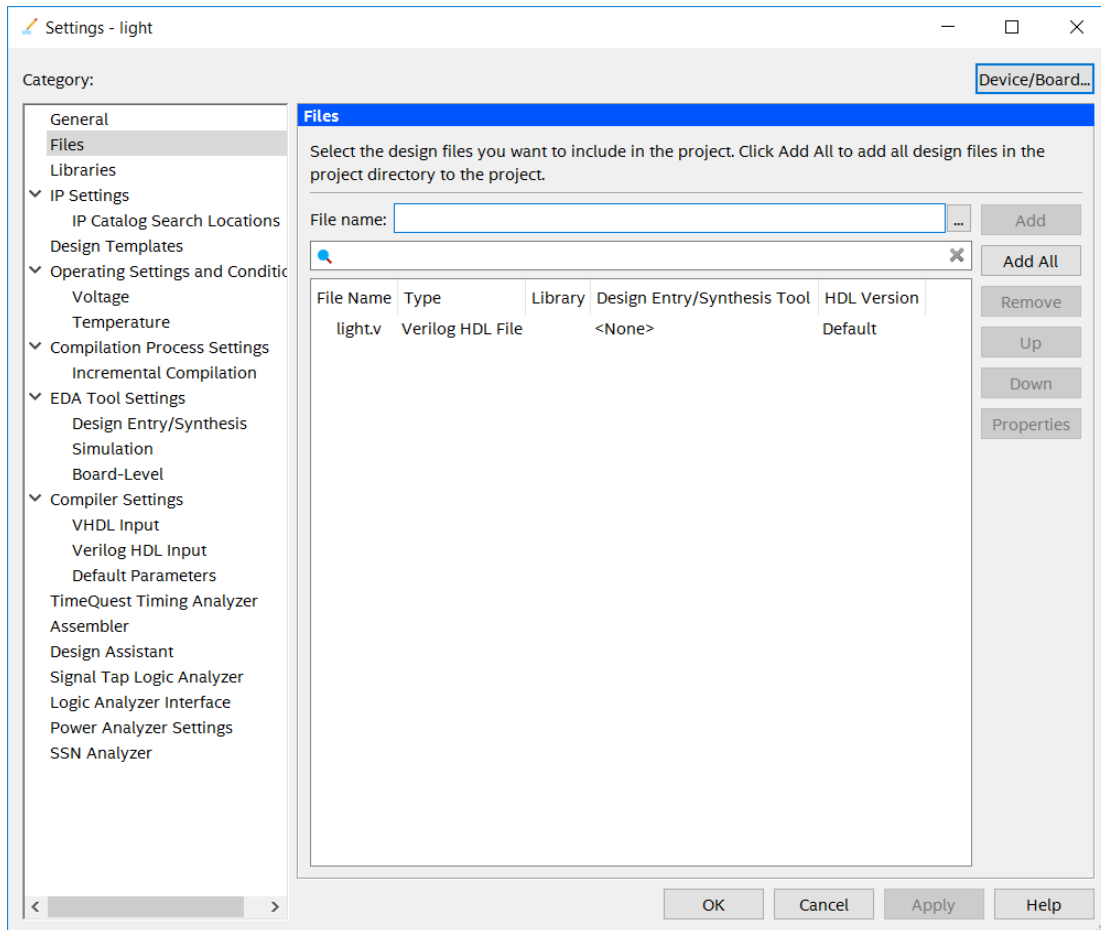 Settings - light
Category:
Device/Board...
General
Files
Libraries
IP Settings
IP Catalog Search Locations
Design Templates
Operating Settings and Conditic
Voltage
Temperature
Compilation Process Settings
Incremental Compilation
EDA Tool Settings
Design Entry/Synthesis
Simulation
Board-Level
Compiler Settings
VHDL Input
Verilog HDL Input
Default Parameters
TimeQuest Timing Analyzer
Assembler
Design Assistant
Signal Tap Logic Analyzer
Logic Analyzer Interface
Power Analyzer Settings
SSN Analyzer
Files
Select the design files you want to include in the project. Click Add All to add all design files in the
project directory to the project.
File name: ... Add
Add All
File Name Type Library Design Entry/Synthesis Tool HDL Version
light.v Verilog HDL File <None> Default
Remove
Up
Down
Properties
OK Cancel Apply Help